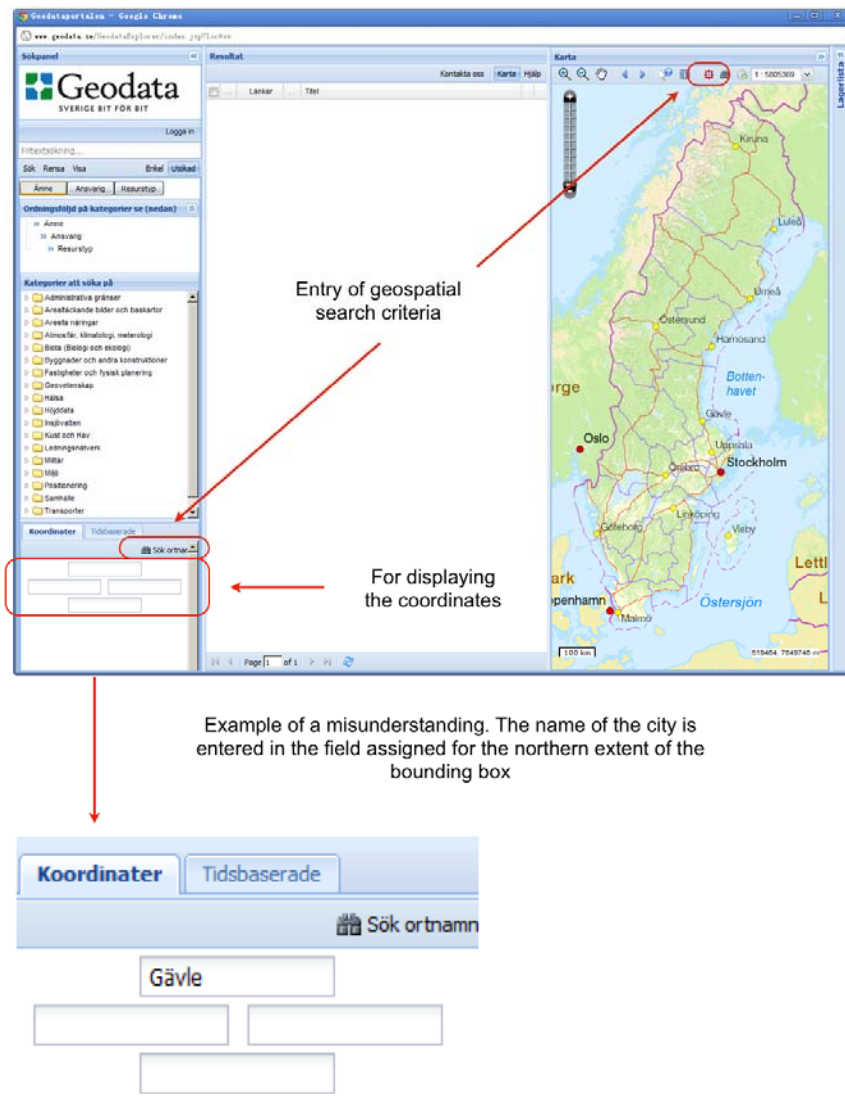 Geodataportalen - Google Chrome
www.geodata.se/GeodataExplorer/index.jsp?loc=sv
Sökpanel
Geodata
SVERIGE BIT FÖR BIT
Logga in
Fritextsökning...
Sök Rensa Visa Enkel Utökad
Ämne Ansvarig Resurstyp
Ordningsföljd på kategorier se (nedan)
Ämne
Ansvarig
Resurstyp
Kategorier att söka på
Administrativa gränser
Areatäckande bilder och baskartor
Areella näringar
Atmosfär, klimatologi, meterologi
Biota (Biologi och ekologi)
Byggnader och andra konstruktioner
Fastigheter och fysisk planering
Geovetenskap
Hälsa
Höjddata
Insjövatten
Kust och Hav
Ledningsnätverk
Militär
Miljö
Positionering
Samhälle
Transporter
Koordinater Tidsbaserade
Sök ortnar
Resultat
Kontakta oss Karta Hjälp
... Länkar ... Titel
Page 1 of 1
Entry of geospatial
search criteria
For displaying
the coordinates
Karta
1 : 5805369
Lagerlista
Kiruna
Luleå
Umeå
Östersund
Härnösand
Botten-
havet
rge
Gävle
Oslo
Uppsala
Örebro
Stockholm
Linköping
Göteborg
Visby
Lettl
ark
L
openhamn
Östersjön
Malmö
100 km
519464, 7649746 m
Example of a misunderstanding. The name of the city is
entered in the field assigned for the northern extent of the
bounding box
Koordinater Tidsbaserade
Sök ortnamn
Gävle